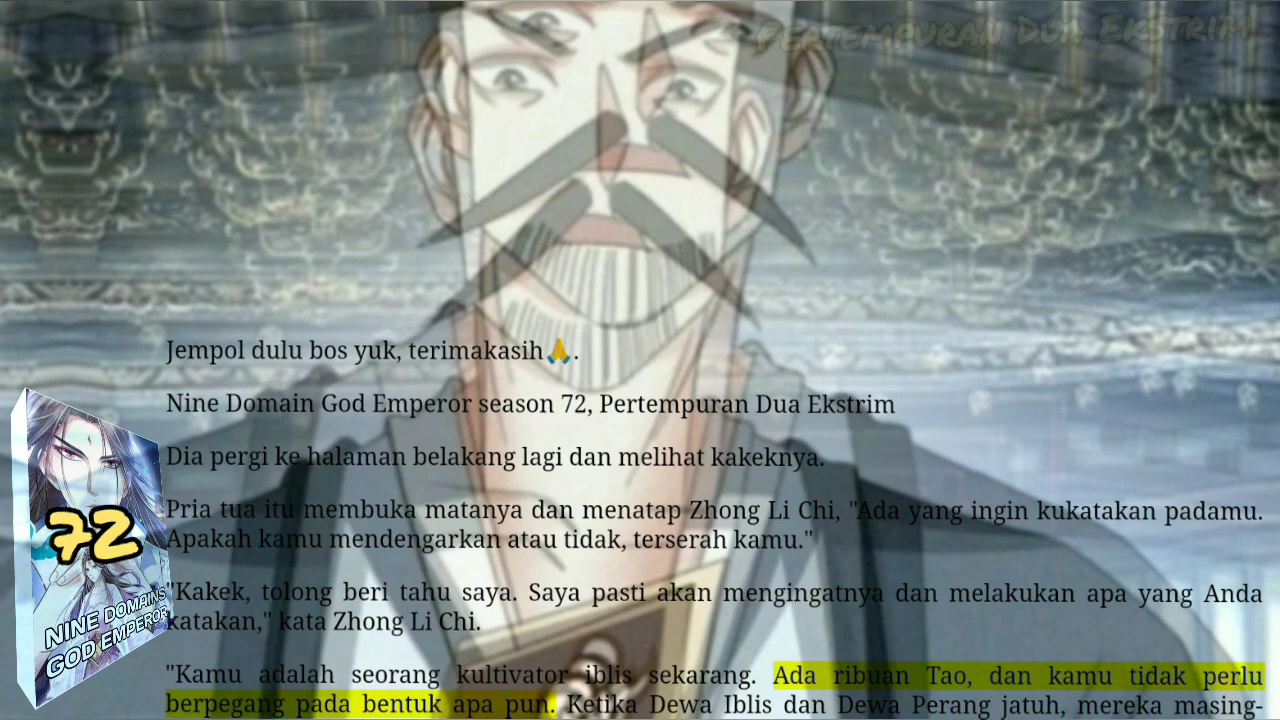 PERTEMPURAN DUA EKSTRIM
Jempol dulu bos yuk, terimakasih🙏.
Nine Domain God Emperor season 72, Pertempuran Dua Ekstrim
Dia pergi ke halaman belakang lagi dan melihat kakeknya.
Pria tua itu membuka matanya dan menatap Zhong Li Chi, "Ada yang ingin kukatakan padamu.
Apakah kamu mendengarkan atau tidak, terserah kamu."
"Kakek, tolong beri tahu saya. Saya pasti akan mengingatnya dan melakukan apa yang Anda
katakan," kata Zhong Li Chi.
"Kamu adalah seorang kultivator iblis sekarang. Ada ribuan Tao, dan kamu tidak perlu
berpegang pada bentuk apa pun. Ketika Dewa Iblis dan Dewa Perang jatuh, mereka masing-
72
NINE DOMAINS
GOD EMPEROR